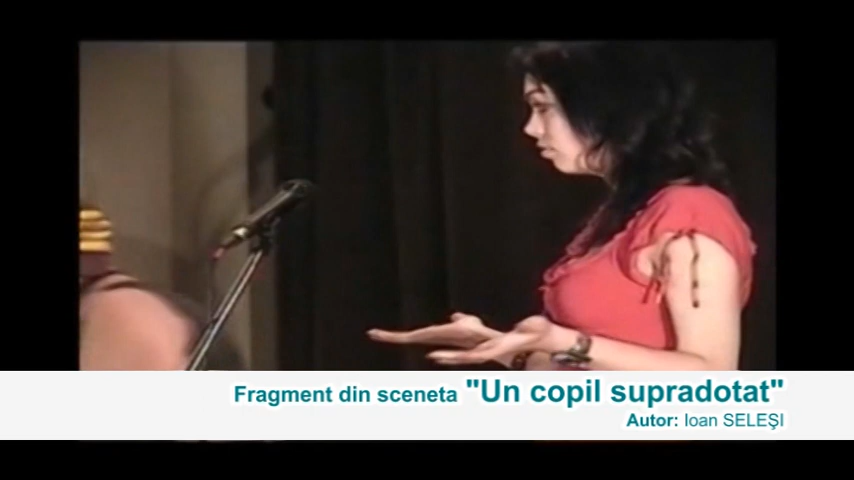 Fragment din sceneta "Un copil supradotat"
Autor: Ioan SELEŞI